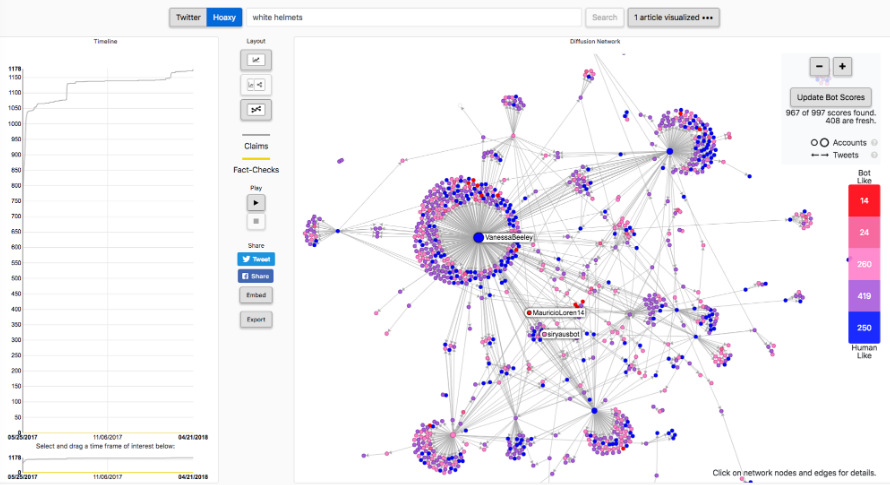 Twitter Hoaxy white helmets Search 1 article visualized •••
Timeline
Layout
Diffusion Network
1178
1150
1100
1050
1000
950
900
850
800
750
700
650
600
550
500
450
400
350
300
250
200
150
100
50
0
05/25/2017 11/06/2017 04/21/2018
Select and drag a time frame of interest below:
1178
0
05/25/2017 11/06/2017 04/21/2018
Claims
Fact-Checks
Play
Share
Tweet
Share
Embed
Export
VanessaBeeley
MauricioLoren14
siryausbot
− +
Update Bot Scores
967 of 997 scores found.
408 are fresh.
Accounts ?
Tweets ?
Bot
Like
14
24
260
419
250
Human
Like
Click on network nodes and edges for details.